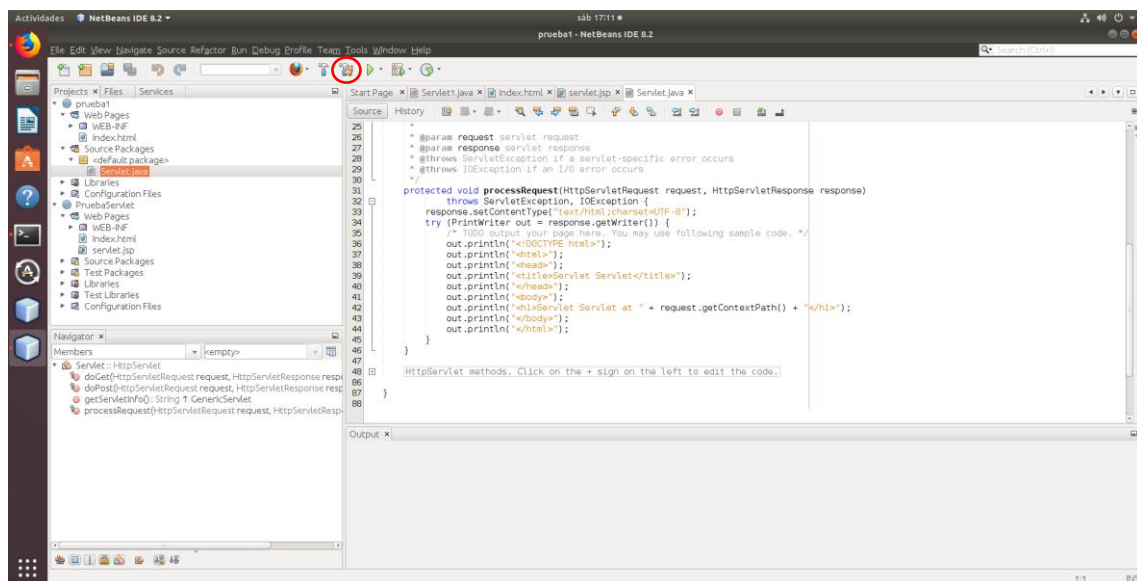 Actividades NetBeans IDE 8.2
sáb 17:11
prueba1 - NetBeans IDE 8.2
File Edit View Navigate Source Refactor Run Debug Profile Team Tools Window Help
Search (Ctrl+I)
Projects Files Services
prueba1
Web Pages
WEB-INF
index.html
Source Packages
<default package>
Servlet.java
Libraries
Configuration Files
PruebaServlet
Web Pages
WEB-INF
index.html
servlet.jsp
Source Packages
Test Packages
Libraries
Test Libraries
Configuration Files
Navigator
Members <empty>
Servlet :: HttpServlet
doGet(HttpServletRequest request, HttpServletResponse resp
doPost(HttpServletRequest request, HttpServletResponse resp
getServletInfo() : String ↑ GenericServlet
processRequest(HttpServletRequest request, HttpServletResp
Start Page Servlet1.java index.html servlet.jsp Servlet.java
Source History
25 *
26 * @param request servlet request
27 * @param response servlet response
28 * @throws ServletException if a servlet-specific error occurs
29 * @throws IOException if an I/O error occurs
30 */
31 protected void processRequest(HttpServletRequest request, HttpServletResponse response)
32 throws ServletException, IOException {
33 response.setContentType("text/html;charset=UTF-8");
34 try (PrintWriter out = response.getWriter()) {
35 /* TODO output your page here. You may use following sample code. */
36 out.println("<!DOCTYPE html>");
37 out.println("<html>");
38 out.println("<head>");
39 out.println("<title>Servlet Servlet</title>");
40 out.println("</head>");
41 out.println("<body>");
42 out.println("<h1>Servlet Servlet at " + request.getContextPath() + "</h1>");
43 out.println("</body>");
44 out.println("</html>");
45 }
46 }
47
48 HttpServlet methods. Click on the + sign on the left to edit the code.
86
87 }
88
Output
1:1 INS